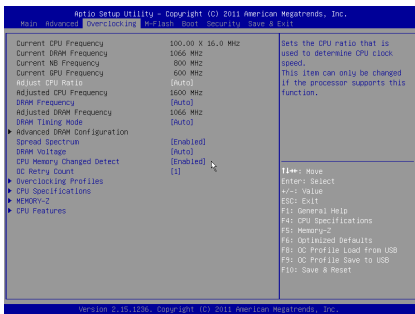 Aptio Setup Utility - Copyright (C) 2011 American Megatrends, Inc.
Main Advanced Overclocking M-Flash Boot Security Save & Exit
Current CPU Frequency 100.00 X 16.0 MHz
Current DRAM Frequency 1066 MHz
Current NB Frequency 800 MHz
Current GPU Frequency 600 MHz
Adjust CPU Ratio [Auto]
Adjusted CPU Frequency 1600 MHz
DRAM Frequency [Auto]
Adjusted DRAM Frequency 1066 MHz
DRAM Timing Mode [Auto]
Advanced DRAM Configuration
Spread Spectrum [Enabled]
DRAM Voltage [Auto]
CPU Memory Changed Detect [Enabled]
OC Retry Count [1]
Overclocking Profiles
CPU Specifications
MEMORY-Z
CPU Features
Sets the CPU ratio that is
used to determine CPU clock
speed.
This item can only be changed
if the processor supports this
function.
↑↓←→: Move
Enter: Select
+/-: Value
ESC: Exit
F1: General Help
F4: CPU Specifications
F5: Memory-Z
F6: Optimized Defaults
F8: OC Profile Load from USB
F9: OC Profile Save to USB
F10: Save & Reset
Version 2.15.1236. Copyright (C) 2011 American Megatrends, Inc.